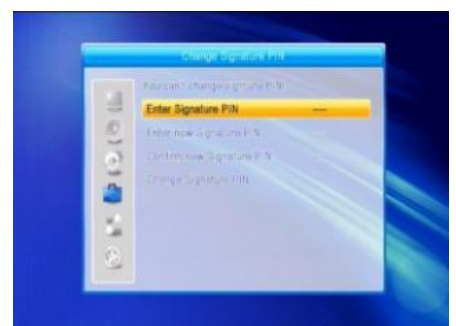 Change Signature PIN
You can't change signature PIN
Enter Signature PIN ----
Enter new Signature PIN
Confirm new Signature PIN
Change Signature PIN